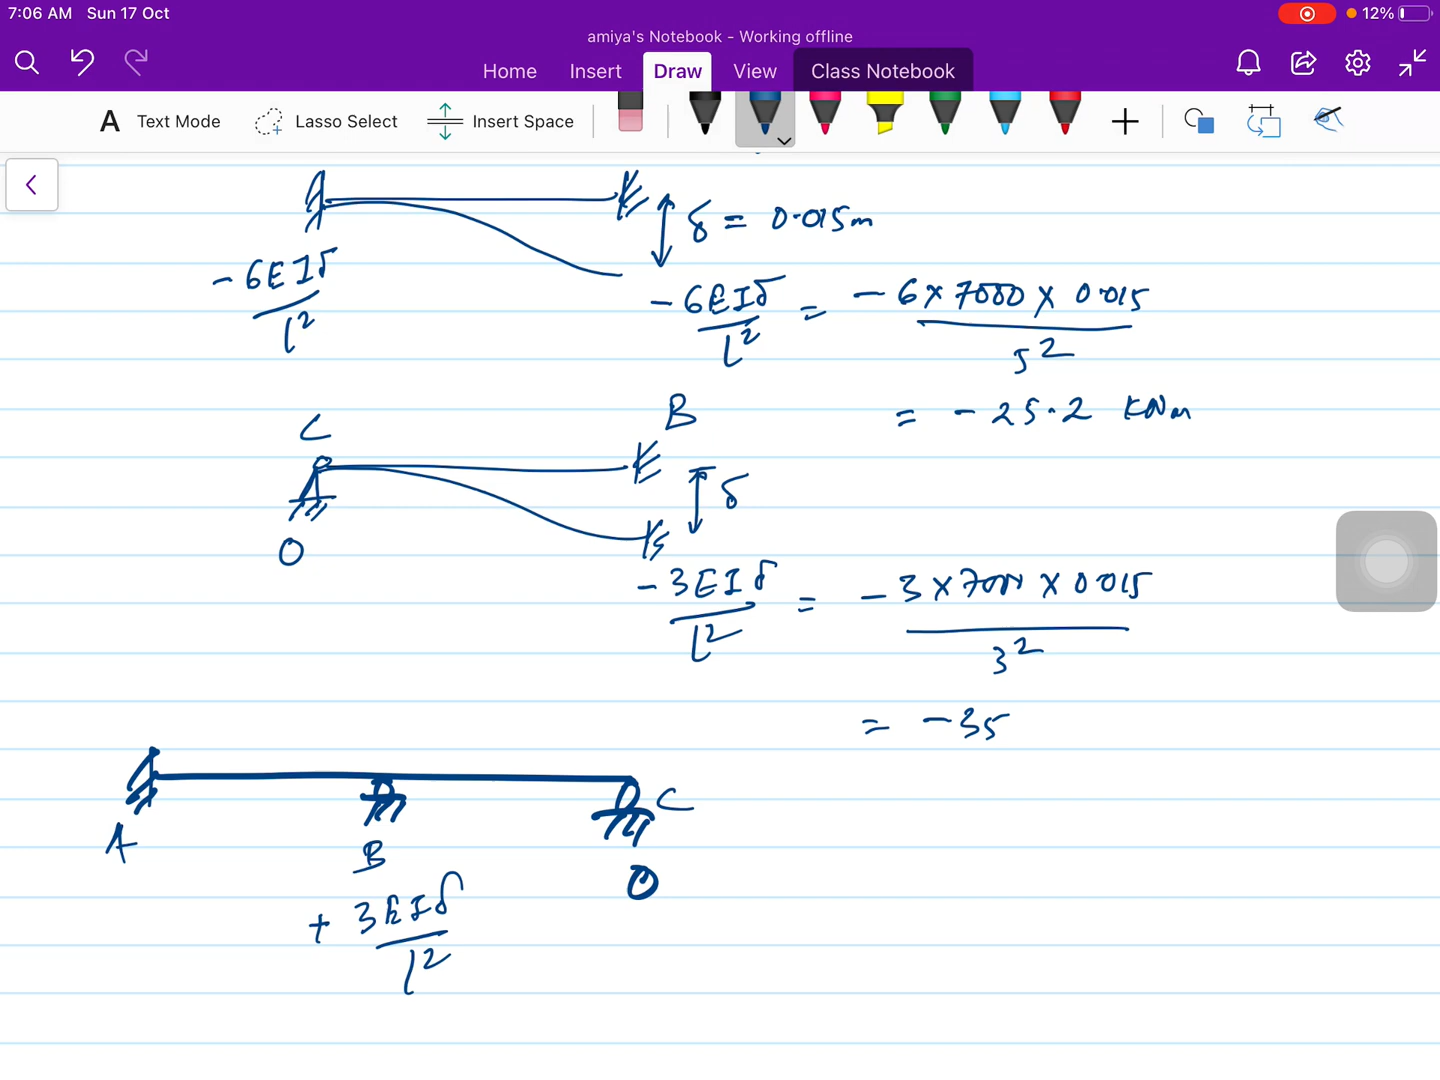 7:06 AM Sun 17 Oct
12%
amiya's Notebook - Working offline
Home Insert Draw View Class Notebook
A Text Mode Lasso Select Insert Space
A
δ = 0.015m
-6EIδ / l²
-6EIδ / l² = -6 × 7000 × 0.015 / 5²
= -25.2 KNm
C B
δ
O
-3EIδ / l² = -3 × 7000 × 0.015 / 3²
= -35
A B C
O
+ 3EIδ / l²